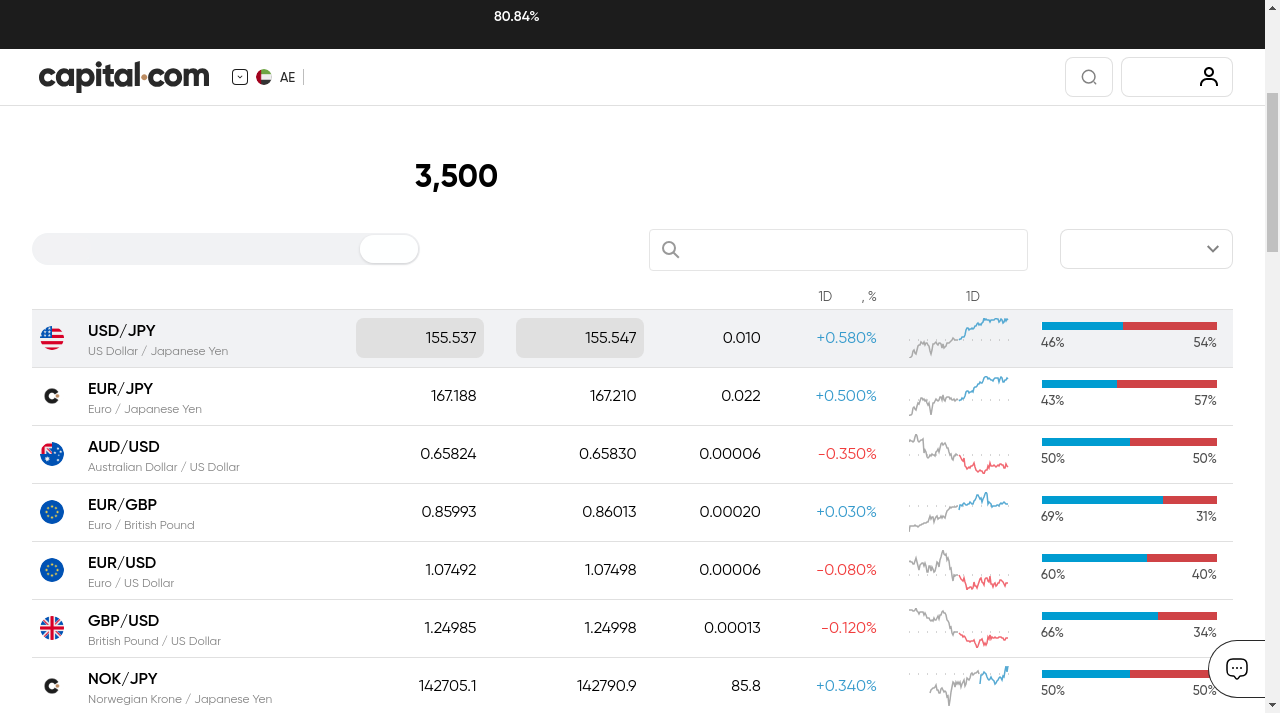 80.84%
capital.com
AE
3,500
1D , %
1D
USD/JPY
US Dollar / Japanese Yen
155.537
155.547
0.010
+0.580%
46%
54%
EUR/JPY
Euro / Japanese Yen
167.188
167.210
0.022
+0.500%
43%
57%
AUD/USD
Australian Dollar / US Dollar
0.65824
0.65830
0.00006
-0.350%
50%
50%
EUR/GBP
Euro / British Pound
0.85993
0.86013
0.00020
+0.030%
69%
31%
EUR/USD
Euro / US Dollar
1.07492
1.07498
0.00006
-0.080%
60%
40%
GBP/USD
British Pound / US Dollar
1.24985
1.24998
0.00013
-0.120%
66%
34%
NOK/JPY
Norwegian Krone / Japanese Yen
142705.1
142790.9
85.8
+0.340%
50%
50%